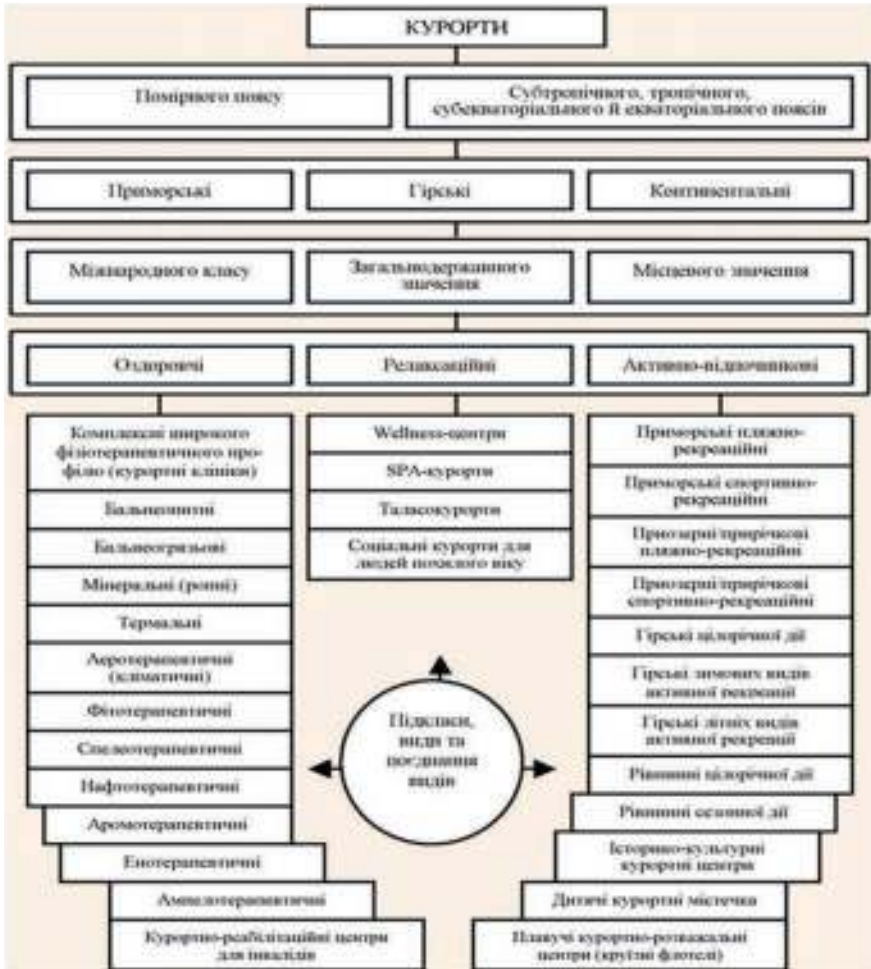 КУРОРТИ
Помірного поясу
Субтропічного, тропічного,
субекваторіального й екваторіального поясів
Приморські
Гірські
Континентальні
Міжнародного класу
Загальнодержавного
значення
Місцевого значення
Оздоровчі
Релаксаційні
Активно-відпочинкові
Комплексні широкого
фізіотерапевтичного про-
філю (курортні клініки)
Бальнеопитні
Бальнеогрязьові
Мінеральні (ропні)
Термальні
Аеротерапевтичні
(кліматичні)
Фітотерапевтичні
Спелеотерапевтичні
Нафтотерапевтичні
Аромотерапевтичні
Енотерапевтичні
Ампелотерапевтичні
Курортно-реабілітаційні центри
для інвалідів
Wellness-центри
SPA-курорти
Таласокурорти
Соціальні курорти для
людей похилого віку
Підкласи,
види та
поєднання
видів
Приморські пляжно-
рекреаційні
Приморські спортивно-
рекреаційні
Приозерні/прирічкові
пляжно-рекреаційні
Приозерні/прирічкові
спортивно-рекреаційні
Гірські цілорічної дії
Гірські зимових видів
активної рекреації
Гірські літніх видів
активної рекреації
Рівнинні цілорічної дії
Рівнинні сезонної дії
Історико-культурні
курортні центри
Дитячі курортні містечка
Плавучі курортно-розважальні
центри (круїзні флотелі)